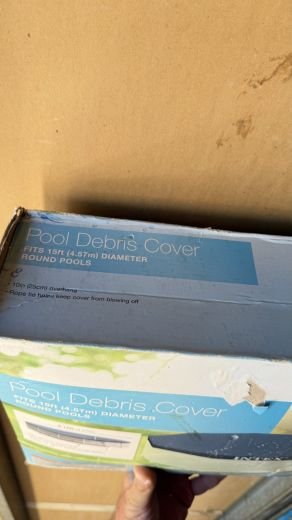 Pool Debris Cover
FITS 15ft (4.57m) DIAMETER
ROUND POOLS
- 10in (25cm) overhang
- Rope tie helps keep cover from blowing off
Pool Debris Cover
FITS 15ft (4.57m) DIAMETER
ROUND POOLS